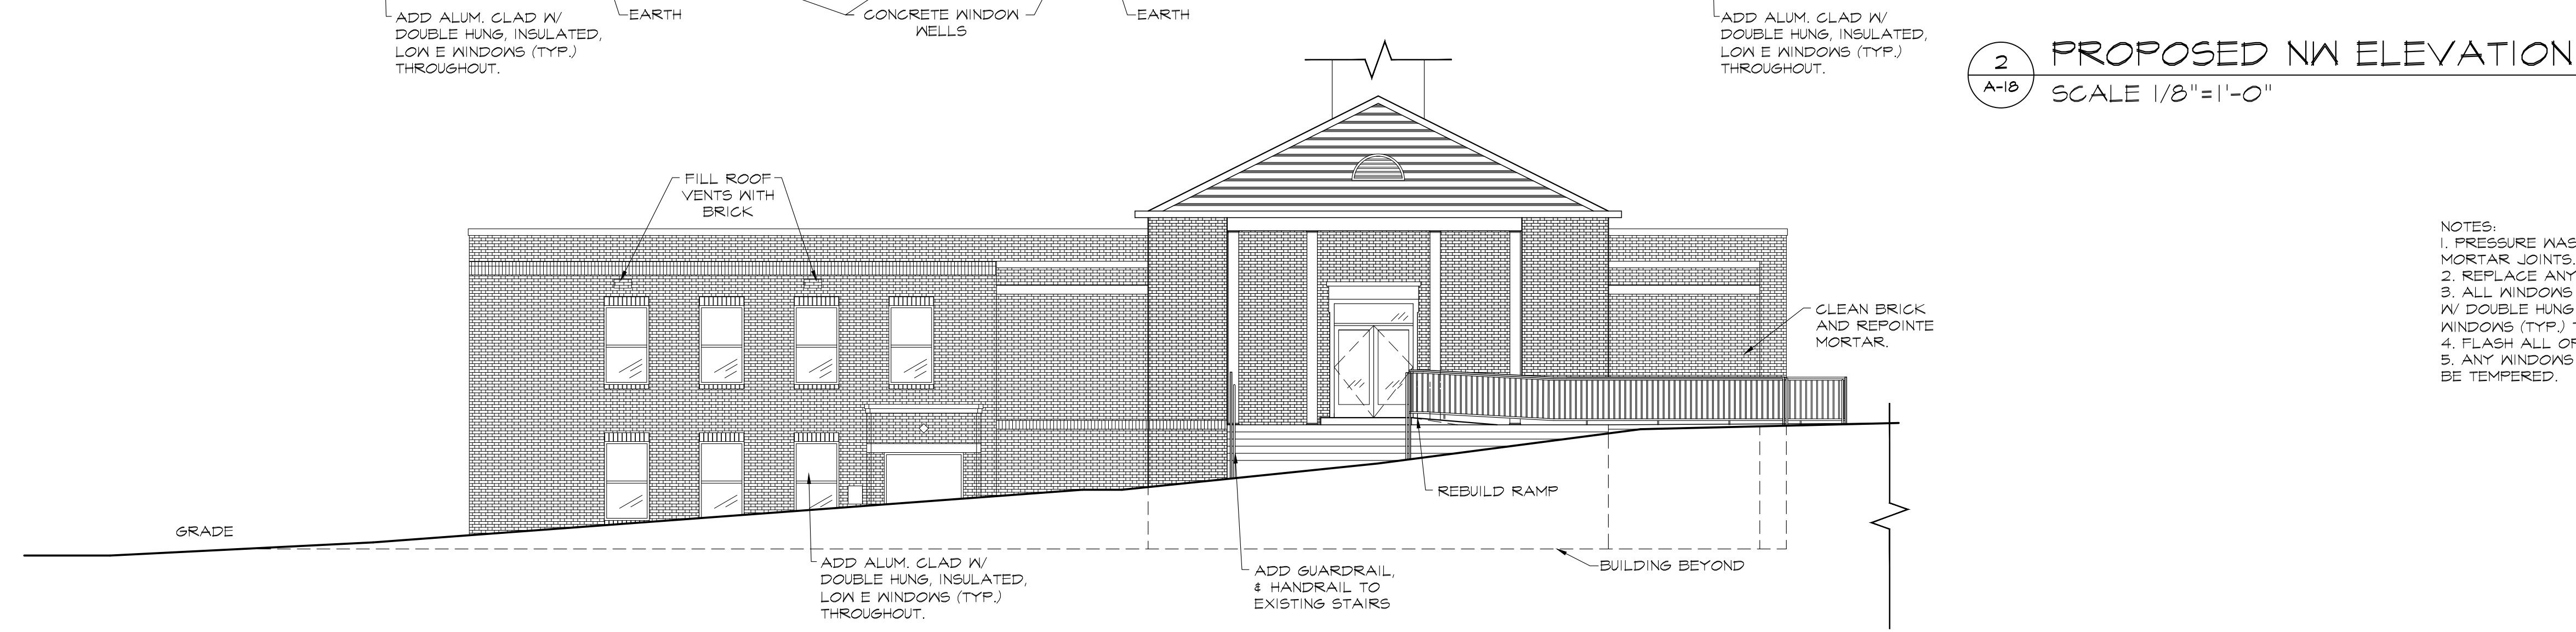 ADD ALUM. CLAD W/
DOUBLE HUNG, INSULATED,
LOW E WINDOWS (TYP.)
THROUGHOUT.
EARTH
CONCRETE WINDOW
WELLS
EARTH
ADD ALUM. CLAD W/
DOUBLE HUNG, INSULATED,
LOW E WINDOWS (TYP.)
THROUGHOUT.
2
A-18
PROPOSED NW ELEVATION
SCALE 1/8"=1'-0"
FILL ROOF
VENTS WITH
BRICK
NOTES:
1. PRESSURE WAS
MORTAR JOINTS.
2. REPLACE ANY
3. ALL WINDOWS
W/ DOUBLE HUNG
WINDOWS (TYP.)
4. FLASH ALL
5. ANY WINDOWS
BE TEMPERED.
CLEAN BRICK
AND REPOINTE
MORTAR.
REBUILD RAMP
GRADE
ADD ALUM. CLAD W/
DOUBLE HUNG, INSULATED,
LOW E WINDOWS (TYP.)
THROUGHOUT.
ADD GUARDRAIL,
& HANDRAIL TO
EXISTING STAIRS
BUILDING BEYOND